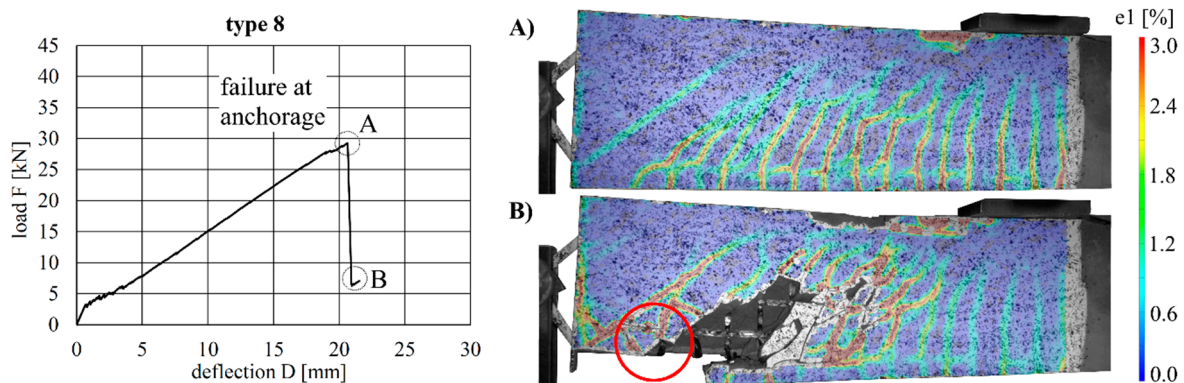 type 8
45
40
35
30
25
20
15
10
5
0
load F [kN]
failure at
anchorage
A
B
0 5 10 15 20 25 30
deflection D [mm]
A)
B)
e1 [%]
3.0
2.4
1.8
1.2
0.6
0.0